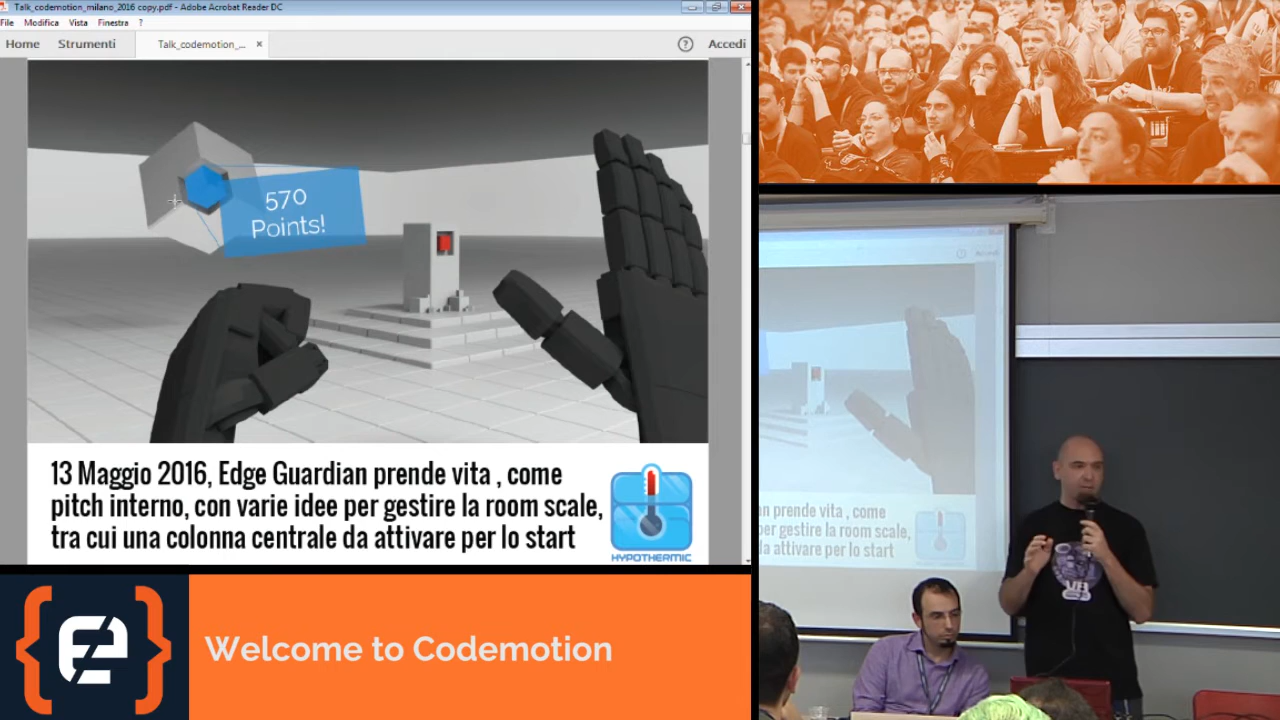 Talk_codemotion_milano_2016 copy.pdf - Adobe Acrobat Reader DC
File Modifica Vista Finestra ?
Home Strumenti Talk_codemotion_... × ? Accedi
570
Points!
13 Maggio 2016, Edge Guardian prende vita , come
pitch interno, con varie idee per gestire la room scale,
tra cui una colonna centrale da attivare per lo start
HYPOTHERMIC
Welcome to Codemotion
an prende vita , come
per gestire la room scale,
da attivare per lo start